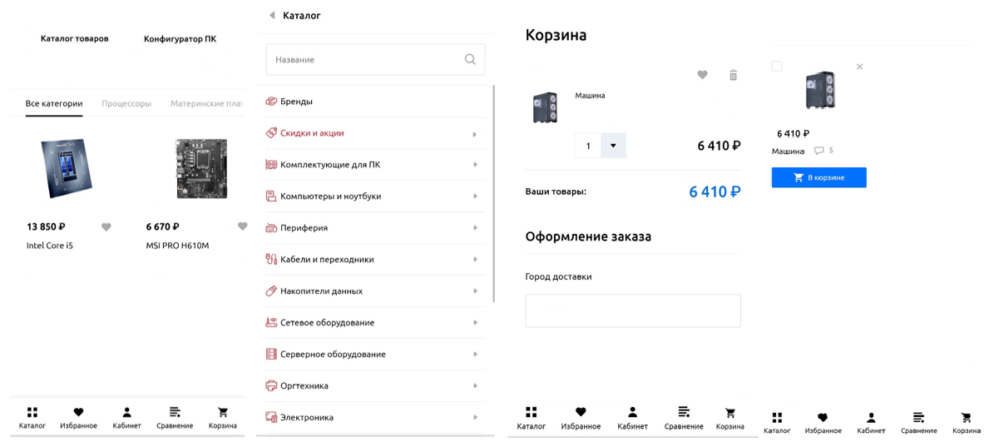 Каталог товаров
Конфигуратор ПК
Все категории
Процессоры
Материнские плат
13 850 ₽
6 670 ₽
Intel Core i5
MSI PRO H610M
Каталог
Избранное
Кабинет
Сравнение
Корзина
Каталог
Название
Бренды
Скидки и акции
Комплектующие для ПК
Компьютеры и ноутбуки
Периферия
Кабели и переходники
Накопители данных
Сетевое оборудование
Серверное оборудование
Оргтехника
Электроника
Корзина
Машина
1
6 410 ₽
Ваши товары:
6 410 ₽
Оформление заказа
Город доставки
Каталог
Избранное
Кабинет
Сравнение
Корзина
6 410 ₽
Машина
5
В корзине
Каталог
Избранное
Кабинет
Сравнение
Корзина